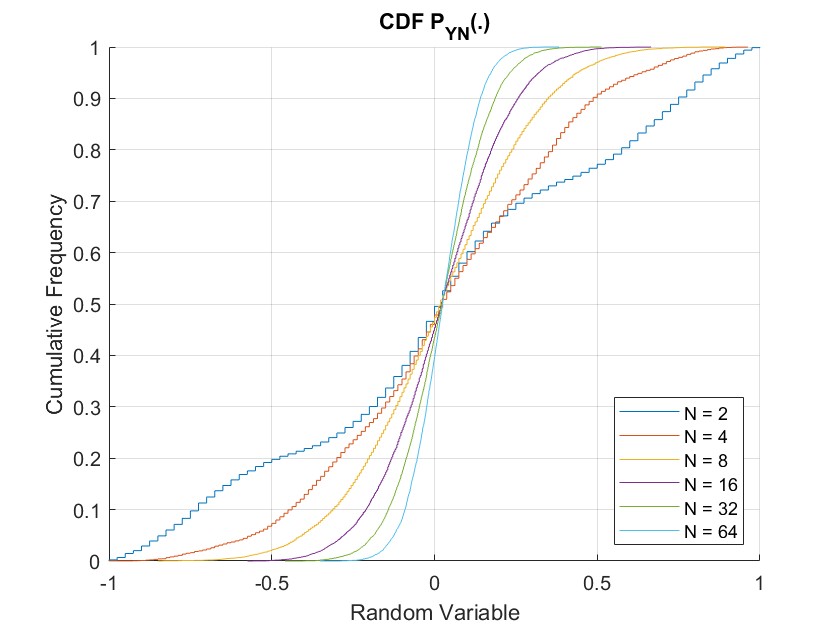 CDF P_YN(.)
Cumulative Frequency
1
0.9
0.8
0.7
0.6
0.5
0.4
0.3
0.2
0.1
0
-1
-0.5
0
0.5
1
Random Variable
N = 2
N = 4
N = 8
N = 16
N = 32
N = 64